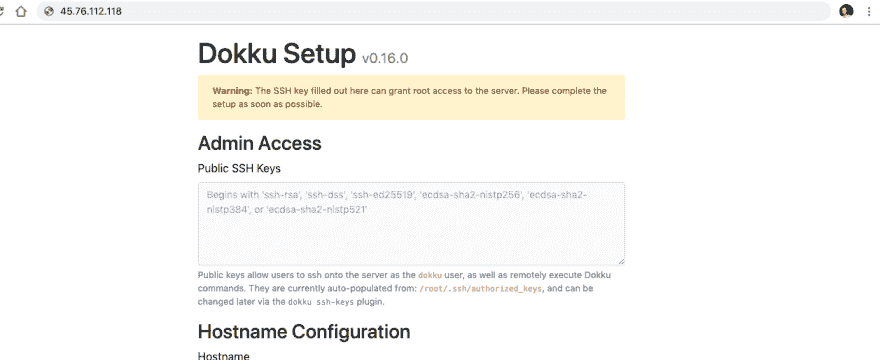 45.76.112.118
Dokku Setup v0.16.0
Warning: The SSH key filled out here can grant root access to the server. Please complete the
setup as soon as possible.
Admin Access
Public SSH Keys
Begins with 'ssh-rsa', 'ssh-dss', 'ssh-ed25519', 'ecdsa-sha2-nistp256', 'ecdsa-sha2-
nistp384', or 'ecdsa-sha2-nistp521'
Public keys allow users to ssh onto the server as the dokku user, as well as remotely execute Dokku
commands. They are currently auto-populated from: /root/.ssh/authorized_keys, and can be
changed later via the dokku ssh-keys plugin.
Hostname Configuration
Hostname